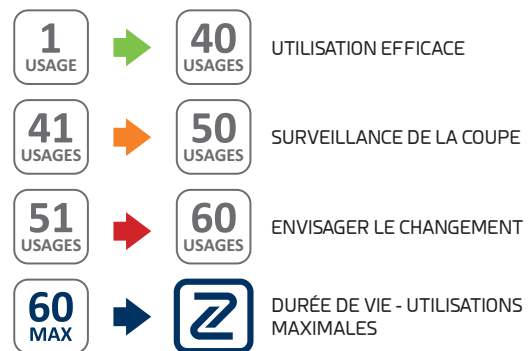 1
USAGE
40
USAGES
UTILISATION EFFICACE
41
USAGES
50
USAGES
SURVEILLANCE DE LA COUPE
51
USAGES
60
USAGES
ENVISAGER LE CHANGEMENT
60
MAX
Z
DURÉE DE VIE - UTILISATIONS
MAXIMALES